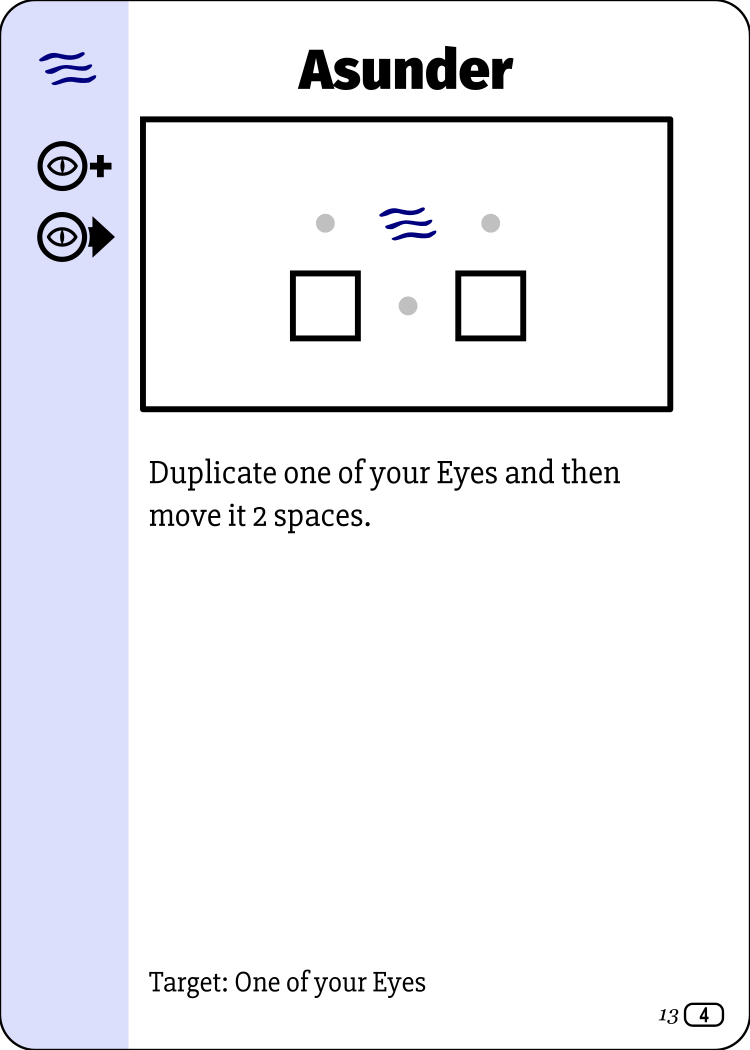 Asunder
Duplicate one of your Eyes and then
move it 2 spaces.
Target: One of your Eyes
13 4